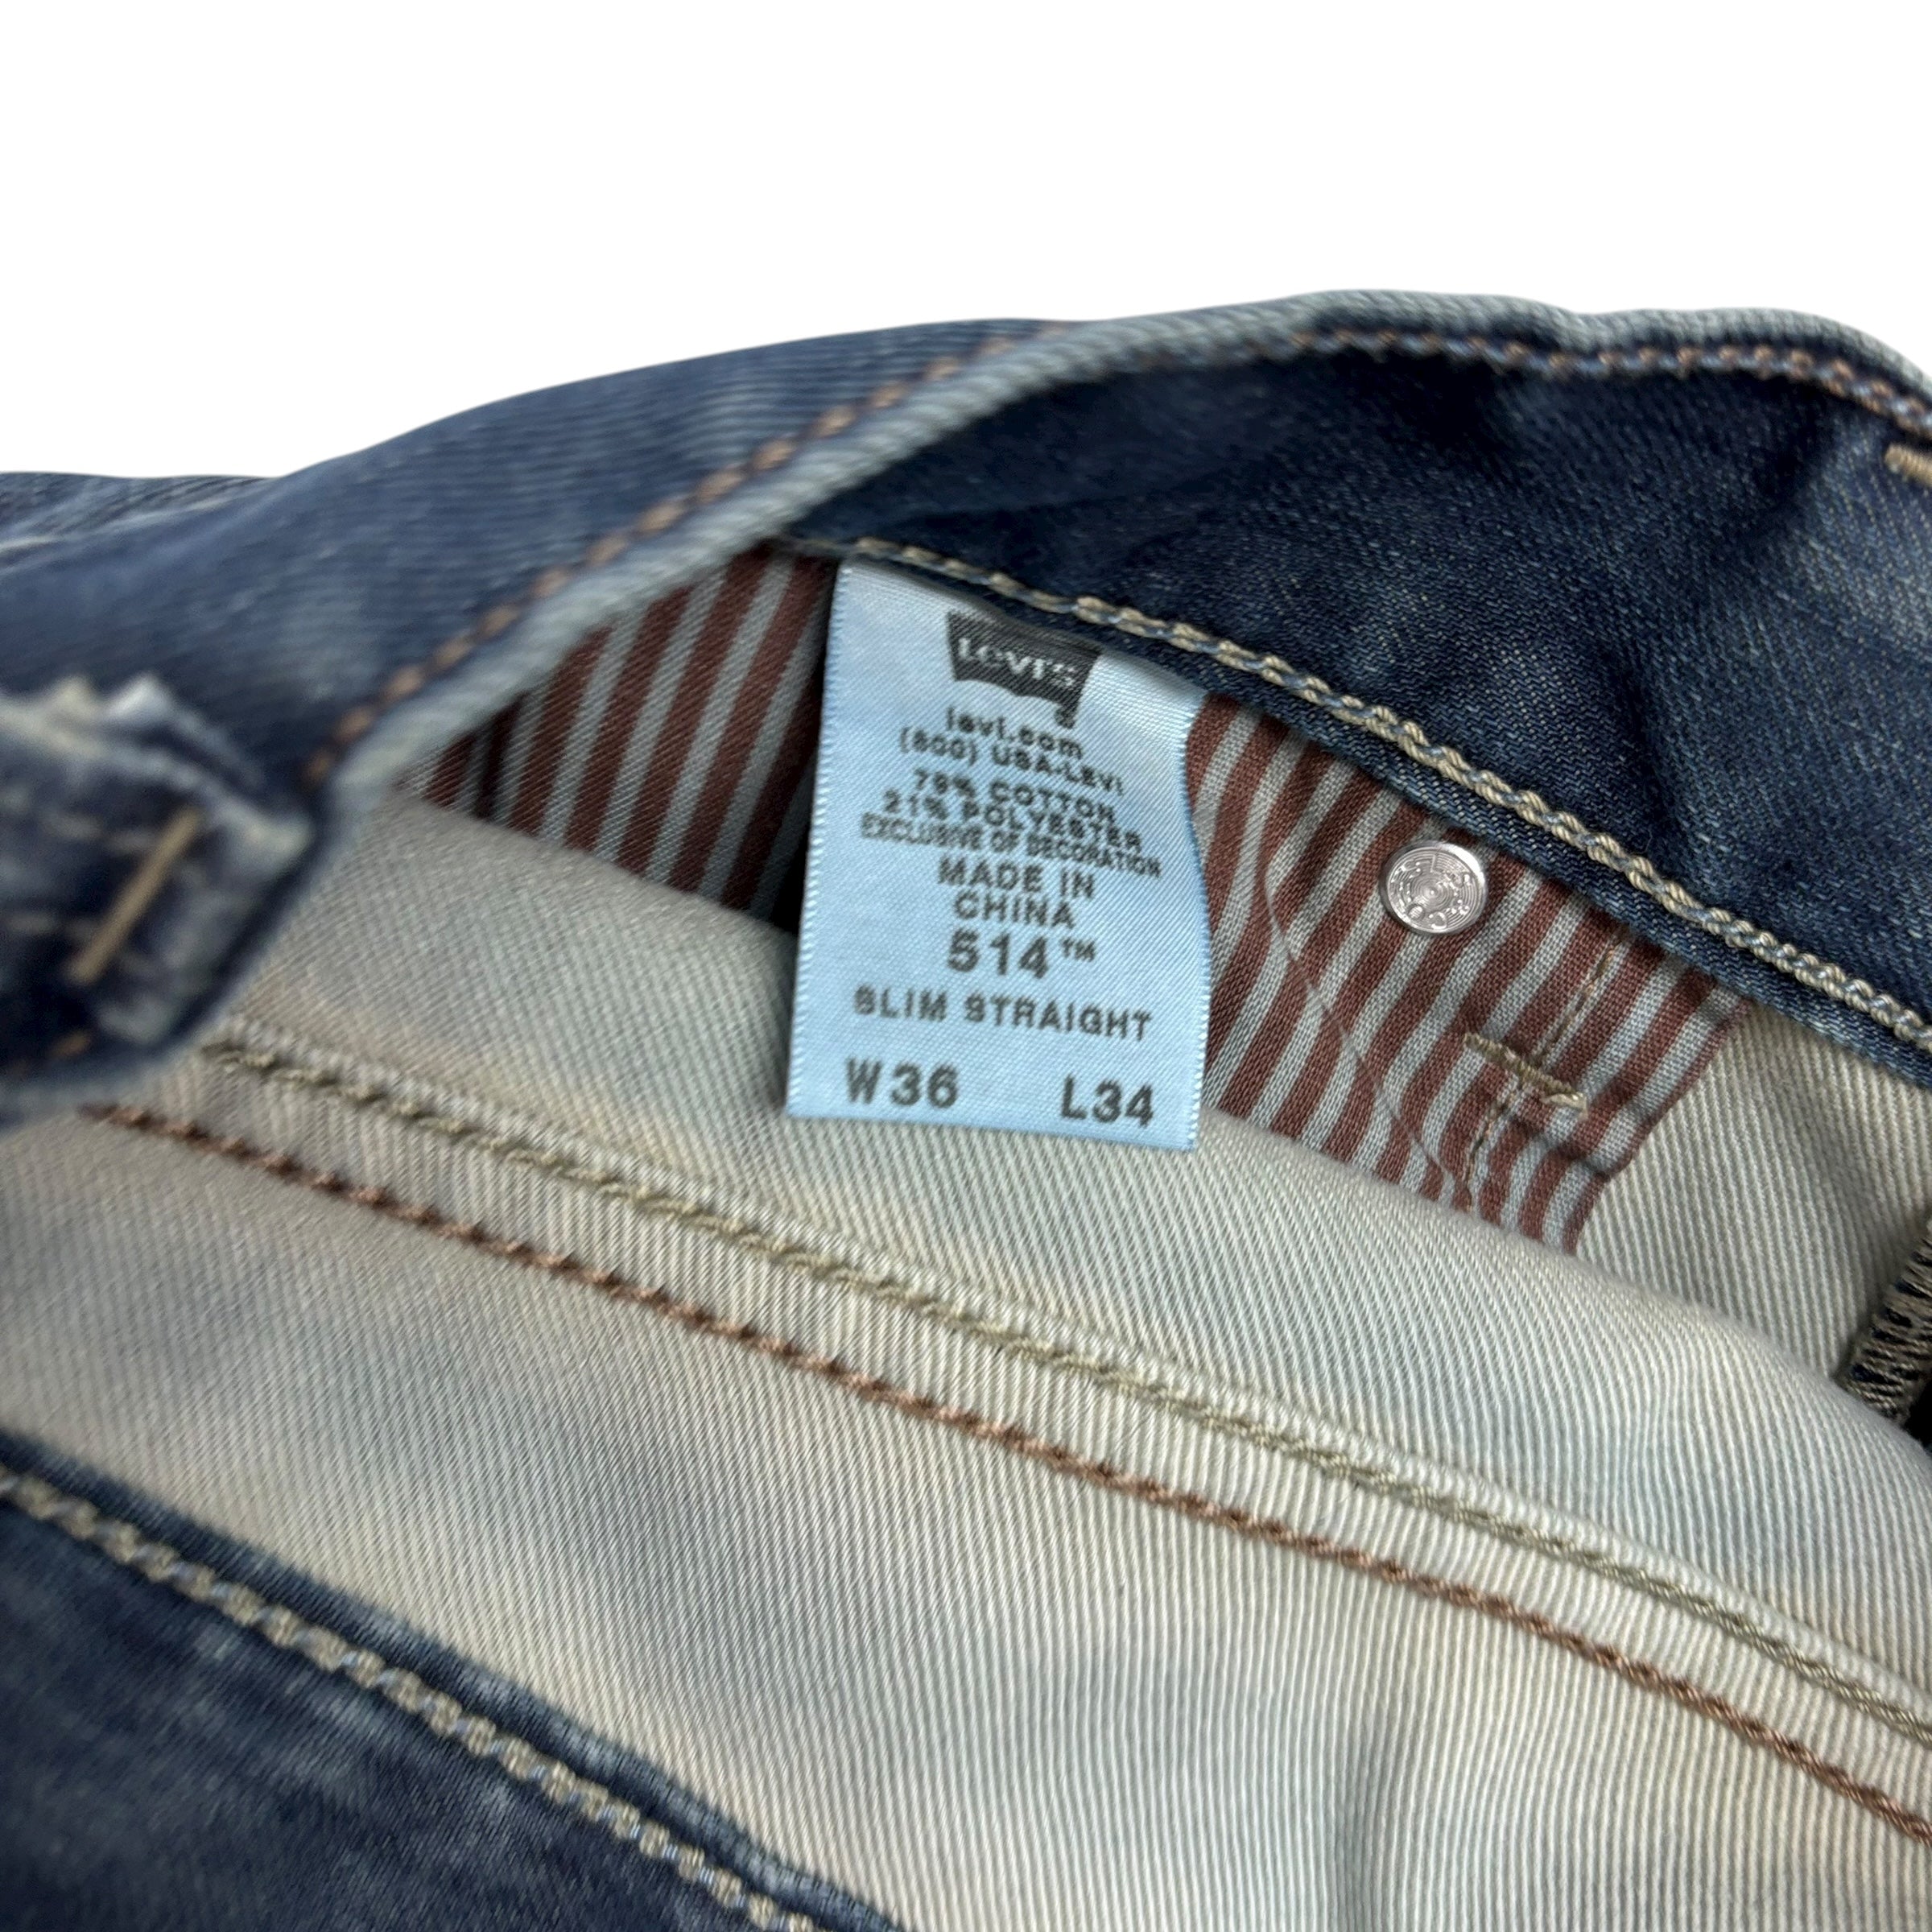 Levi's
levi.com
(800) USA-LEVI
79% COTTON
21% POLYESTER
EXCLUSIVE OF DECORATION
MADE IN
CHINA
514™
SLIM STRAIGHT
W36 L34